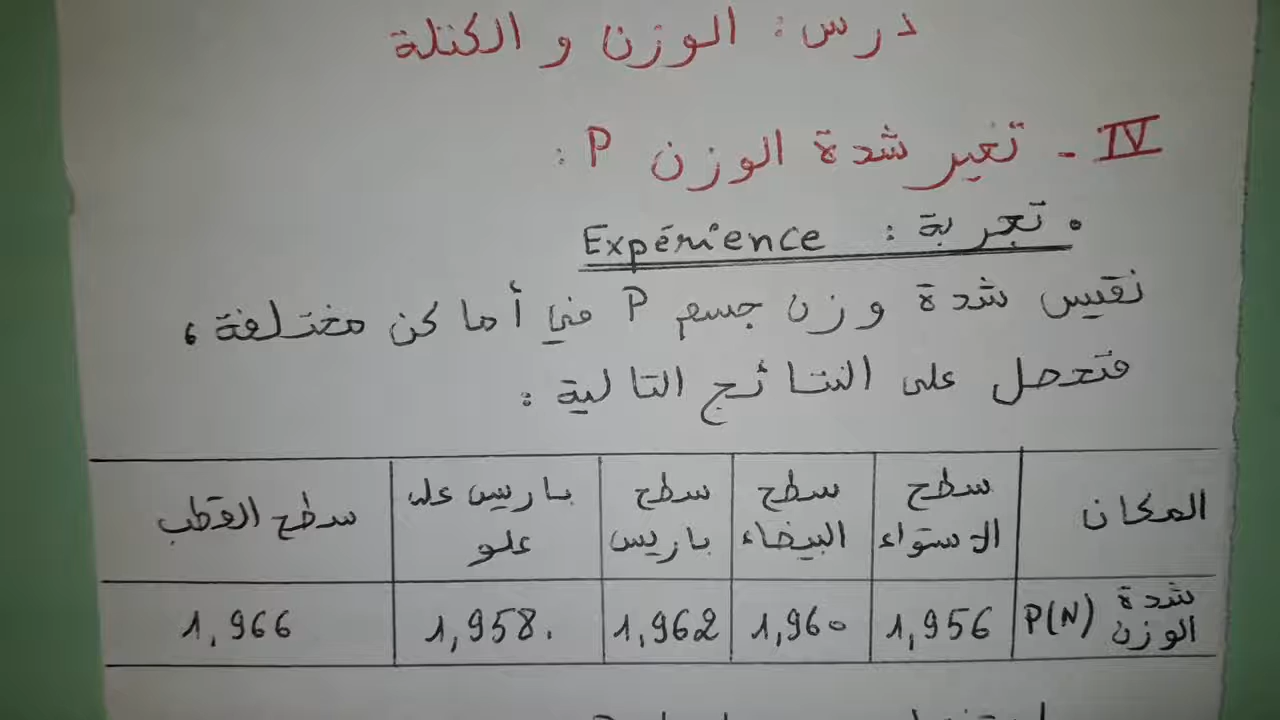 درس : الوزن و الكتلة
IV - تغير شدة الوزن P :
• تجربة : Expérience
نقيس شدة وزن جسم P في أماكن مختلفة ،
فتحصل على النتائج التالية :
المكان | سطح الاستواء | سطح البيضاء | سطح باريس | باريس على علو | سطح القطب
شدة الوزن P(N) | 1,956 | 1,960 | 1,962 | 1,958. | 1,966